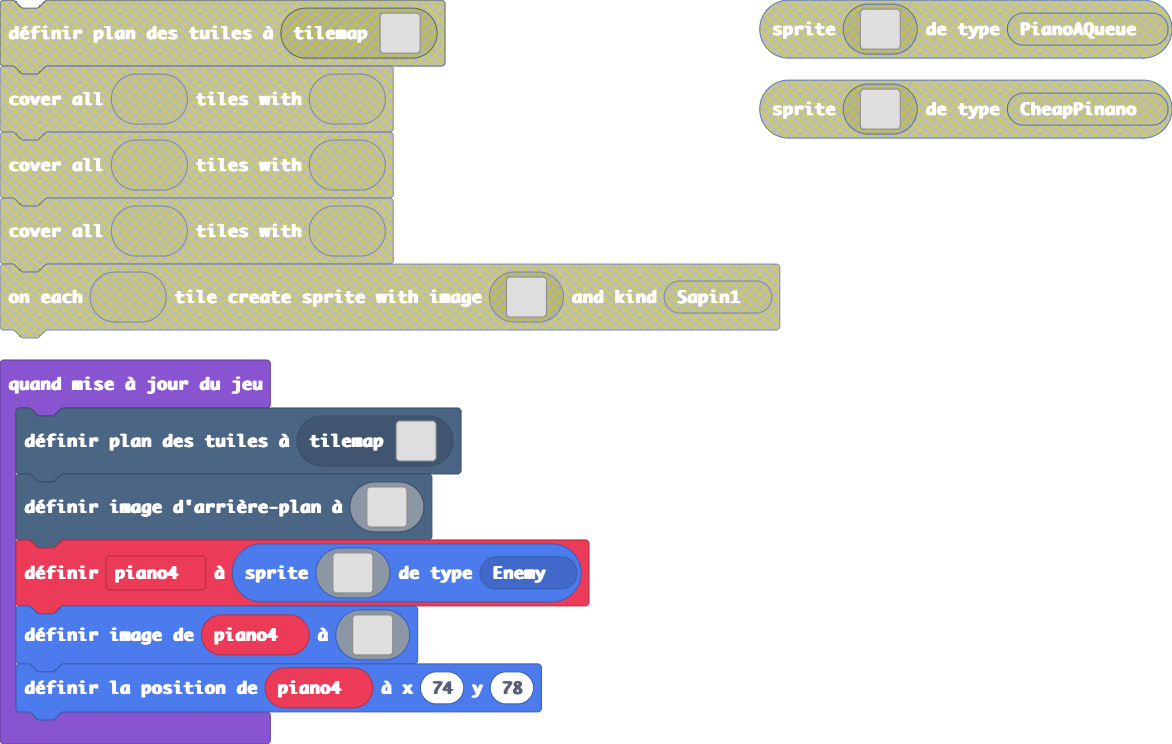 définir plan des tuiles à tilemap
sprite de type PianoAQueue
cover all tiles with
sprite de type CheapPinano
cover all tiles with
cover all tiles with
on each tile create sprite with image and kind Sapin1
quand mise à jour du jeu
définir plan des tuiles à tilemap
définir image d'arrière-plan à
définir piano4 à sprite de type Enemy
définir image de piano4 à
définir la position de piano4 à x 74 y 78